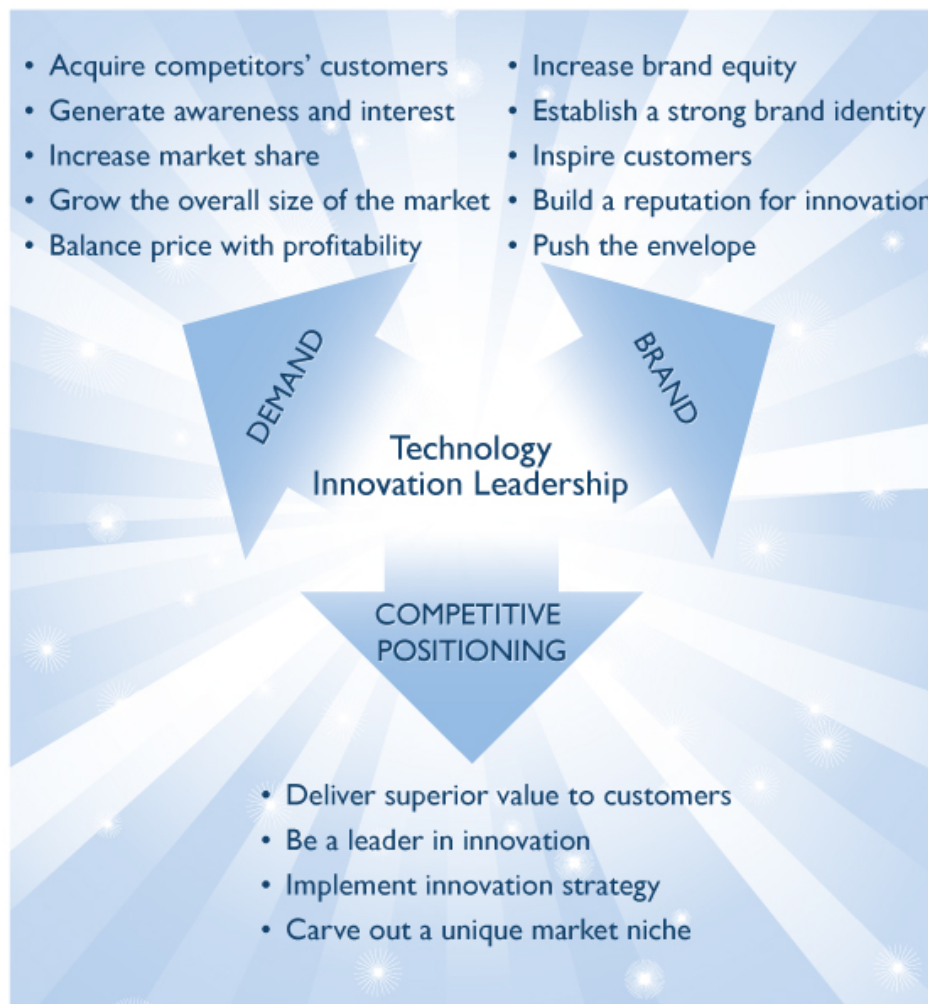 • Acquire competitors’ customers
• Generate awareness and interest
• Increase market share
• Grow the overall size of the market
• Balance price with profitability
• Increase brand equity
• Establish a strong brand identity
• Inspire customers
• Build a reputation for innovation
• Push the envelope
DEMAND
BRAND
Technology
Innovation Leadership
COMPETITIVE
POSITIONING
• Deliver superior value to customers
• Be a leader in innovation
• Implement innovation strategy
• Carve out a unique market niche